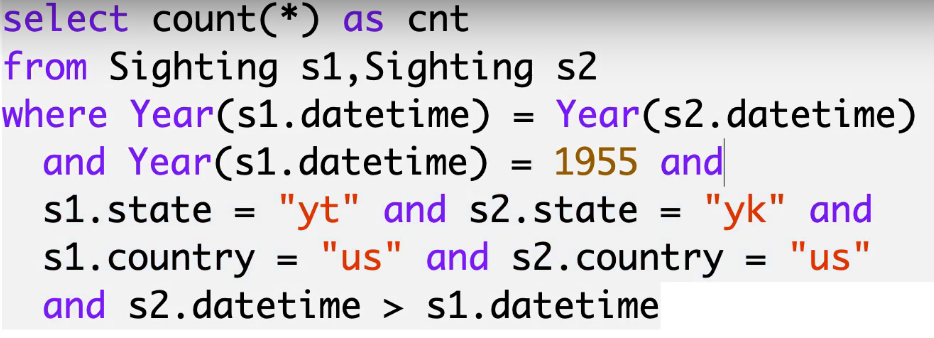 select count(*) as cnt
from Sighting s1,Sighting s2
where Year(s1.datetime) = Year(s2.datetime)
and Year(s1.datetime) = 1955 and
s1.state = "yt" and s2.state = "yk" and
s1.country = "us" and s2.country = "us"
and s2.datetime > s1.datetime